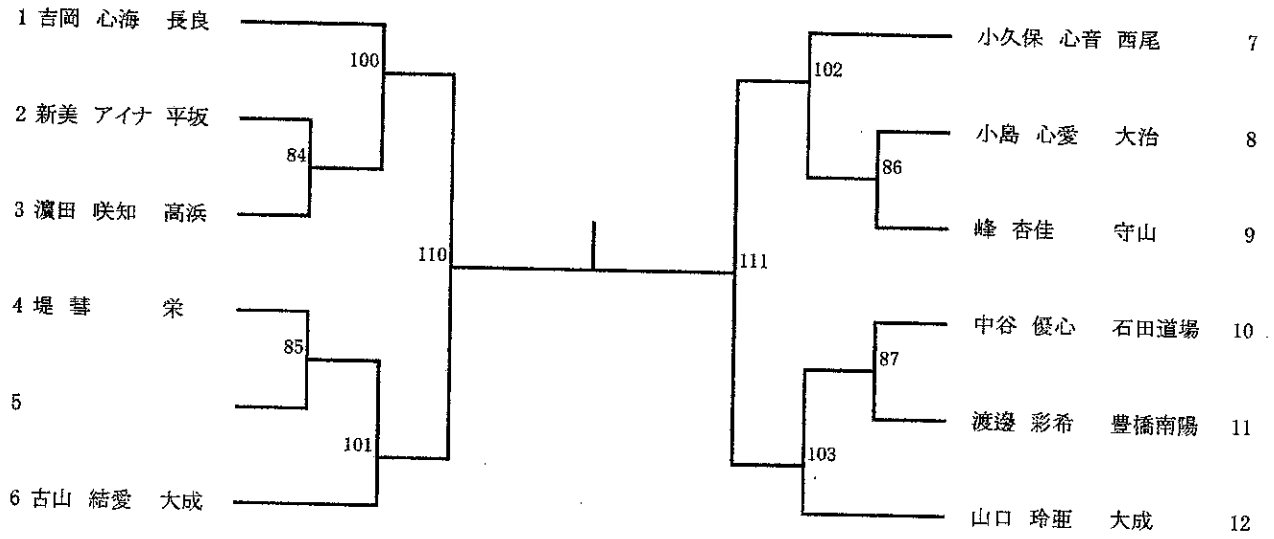 1 吉岡 心海 長良
100
2 新美 アイナ 平坂
84
3 濵田 咲知 高浜
110
4 堤 彗 栄
85
5
101
6 古山 結愛 大成
小久保 心音 西尾 7
102
小島 心愛 大治 8
86
峰 杏佳 守山 9
111
中谷 優心 石田道場 10
87
渡邊 彩希 豊橋南陽 11
103
山口 玲亜 大成 12